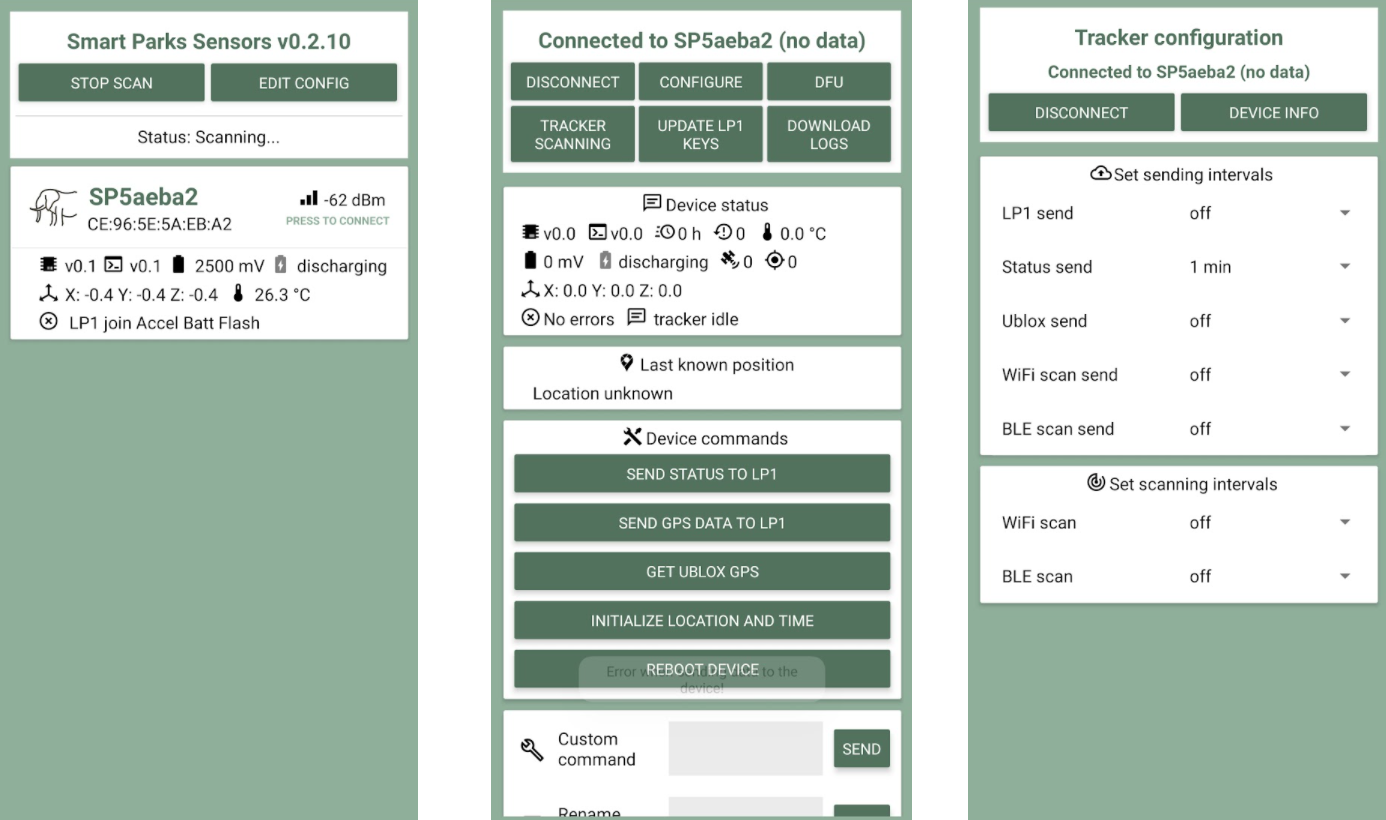 Smart Parks Sensors v0.2.10
STOP SCAN EDIT CONFIG
Status: Scanning...
SP5aeba2
-62 dBm
CE:96:5E:5A:EB:A2
PRESS TO CONNECT
v0.1 v0.1 2500 mV discharging
X: -0.4 Y: -0.4 Z: -0.4 26.3 °C
LP1 join Accel Batt Flash
Connected to SP5aeba2 (no data)
DISCONNECT CONFIGURE DFU
TRACKER SCANNING
UPDATE LP1 KEYS
DOWNLOAD LOGS
Device status
v0.0 v0.0 0 h 0 0.0 °C
0 mV discharging 0 0
X: 0.0 Y: 0.0 Z: 0.0
No errors tracker idle
Last known position
Location unknown
Device commands
SEND STATUS TO LP1
SEND GPS DATA TO LP1
GET UBLOX GPS
INITIALIZE LOCATION AND TIME
REBOOT DEVICE
Error to the
device!
Custom
command
SEND
Rename
Tracker configuration
Connected to SP5aeba2 (no data)
DISCONNECT DEVICE INFO
Set sending intervals
LP1 send off
Status send 1 min
Ublox send off
WiFi scan send off
BLE scan send off
Set scanning intervals
WiFi scan off
BLE scan off